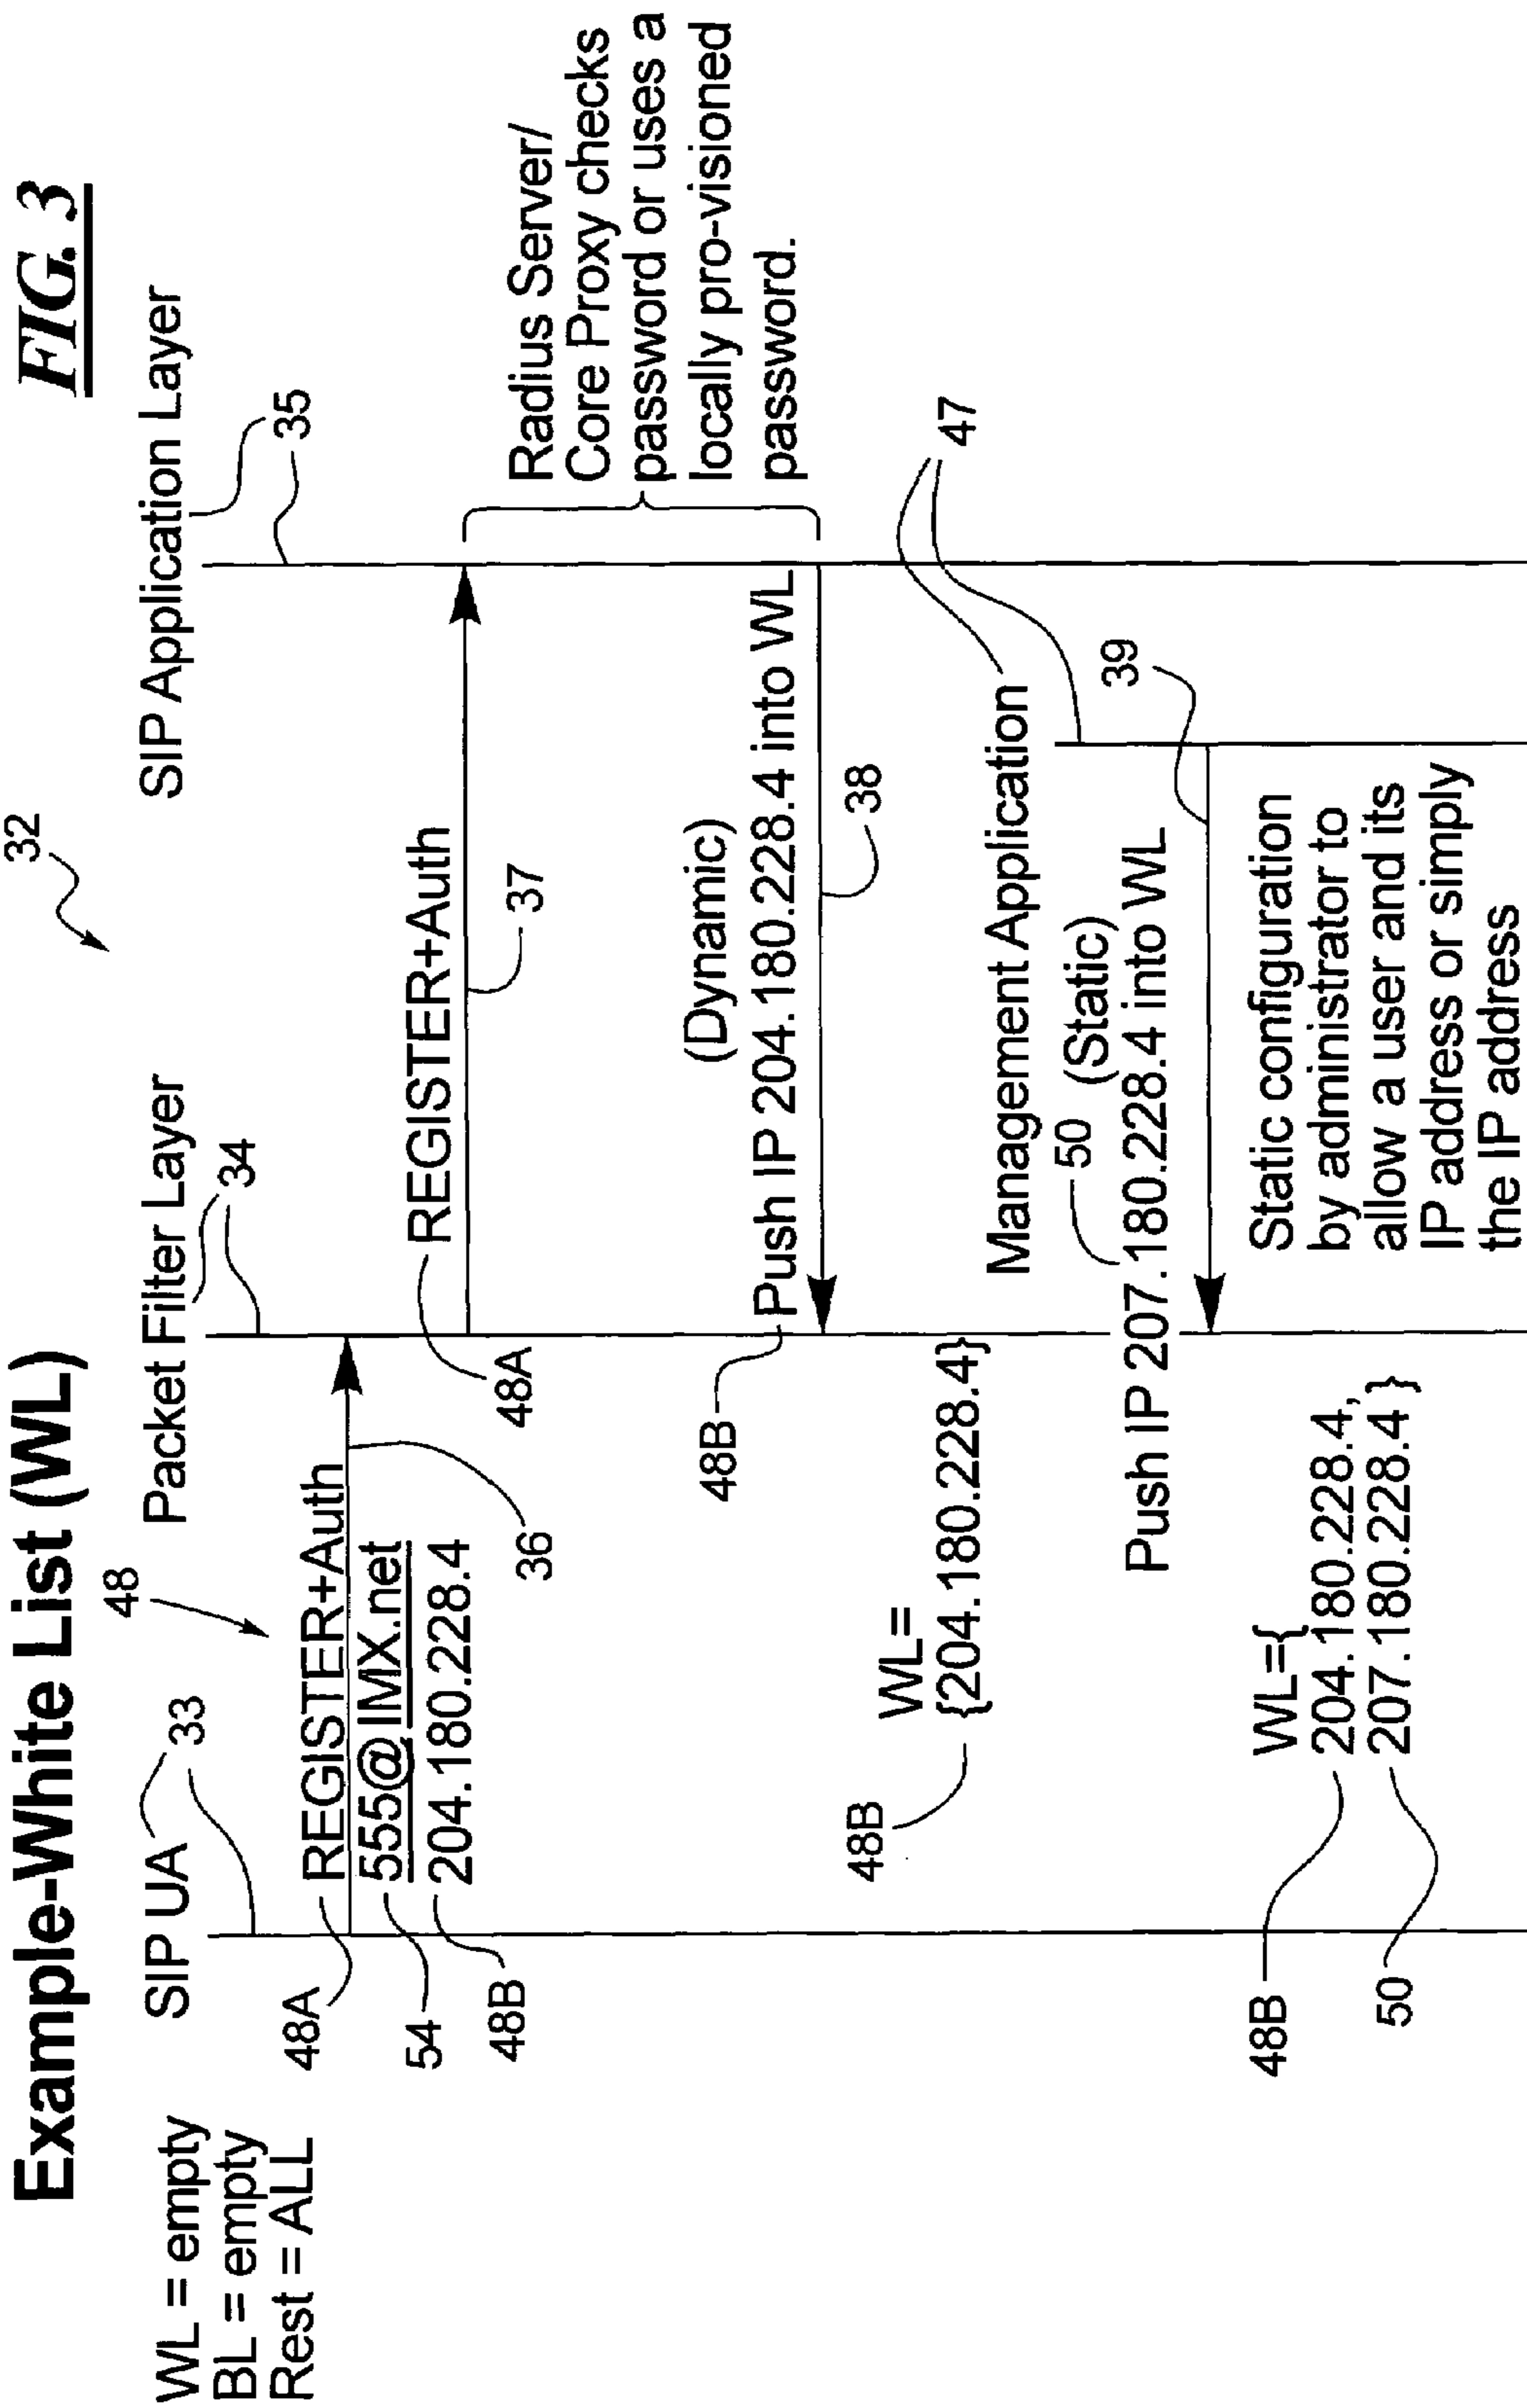 FIG. 3
Example-White List (WL)
32
WL = empty
BL = empty
Rest = ALL
SIP UA
33
Packet Filter Layer
34
SIP Application Layer
35
48
48A
REGISTER+Auth
54
555@IMX.net
48B
204.180.228.4
36
48A
REGISTER+Auth
37
Radius Server/
Core Proxy checks
password or uses a
locally pro-visioned
password.
(Dynamic)
48B
Push IP 204.180.228.4 into WL
38
48B
WL=
{204.180.228.4}
Management Application
47
50
(Static)
Push IP 207.180.228.4 into WL
39
48B
WL={
204.180.228.4,
50
207.180.228.4 }
Static configuration
by administrator to
allow a user and its
IP address or simply
the IP address